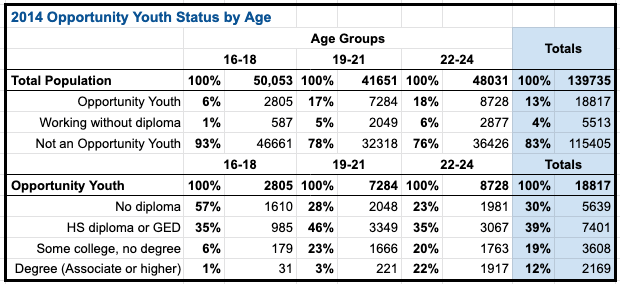 2014 Opportunity Youth Status by Age
Age Groups Totals
16-18 19-21 22-24
Total Population 100% 50,053 100% 41651 100% 48031 100% 139735
Opportunity Youth 6% 2805 17% 7284 18% 8728 13% 18817
Working without diploma 1% 587 5% 2049 6% 2877 4% 5513
Not an Opportunity Youth 93% 46661 78% 32318 76% 36426 83% 115405
16-18 19-21 22-24 Totals
Opportunity Youth 100% 2805 100% 7284 100% 8728 100% 18817
No diploma 57% 1610 28% 2048 23% 1981 30% 5639
HS diploma or GED 35% 985 46% 3349 35% 3067 39% 7401
Some college, no degree 6% 179 23% 1666 20% 1763 19% 3608
Degree (Associate or higher) 1% 31 3% 221 22% 1917 12% 2169